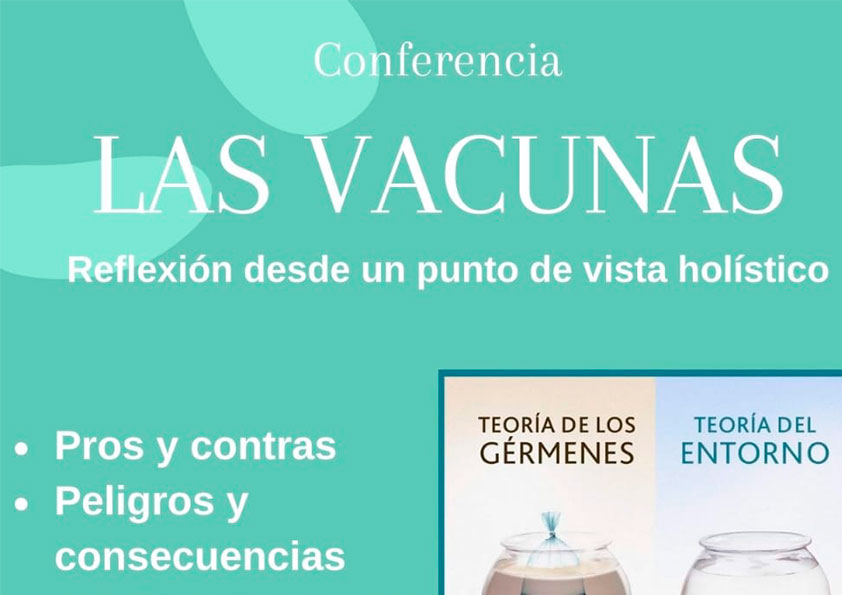 Conferencia
LAS VACUNAS
Reflexión desde un punto de vista holístico
• Pros y contras
• Peligros y
consecuencias
TEORÍA DE LOS
GÉRMENES
TEORÍA DEL
ENTORNO